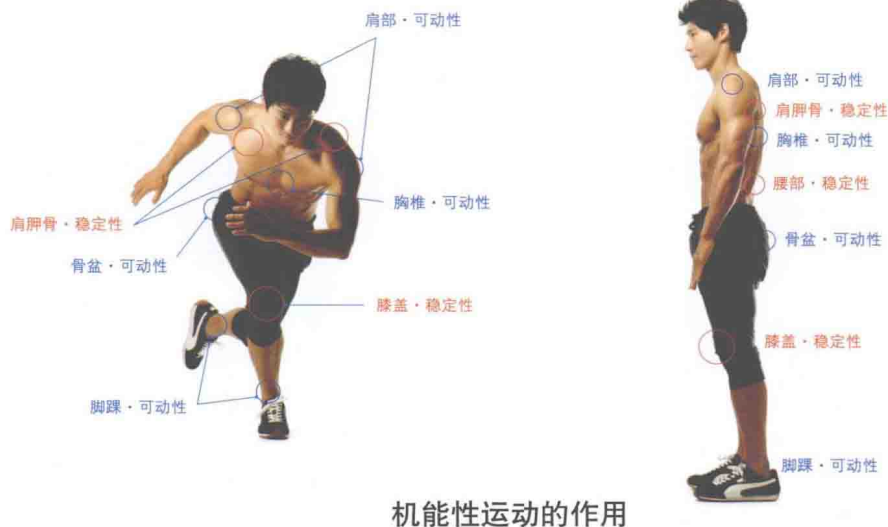 肩部·可动性
肩胛骨·稳定性
胸椎·可动性
骨盆·可动性
膝盖·稳定性
脚踝·可动性
肩部·可动性
肩胛骨·稳定性
胸椎·可动性
腰部·稳定性
骨盆·可动性
膝盖·稳定性
脚踝·可动性
机能性运动的作用